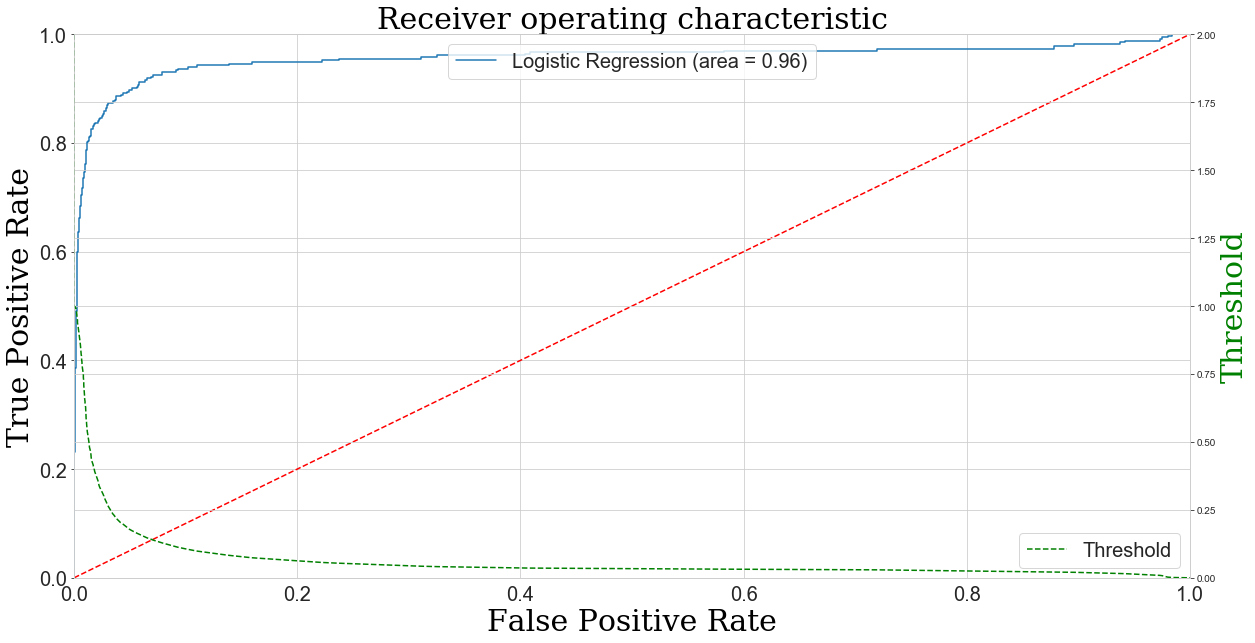 Receiver operating characteristic
Logistic Regression (area = 0.96)
True Positive Rate
1.0
0.8
0.6
0.4
0.2
0.0
2.00
1.75
1.50
1.25
1.00
0.75
0.50
0.25
0.00
Threshold
Threshold
0.0 0.2 0.4 0.6 0.8 1.0
False Positive Rate